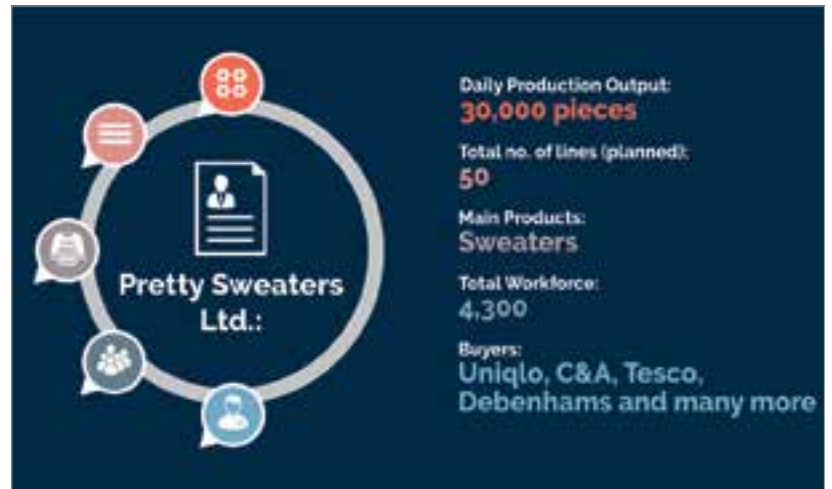 Pretty Sweaters
Ltd.:
Daily Production Output:
30,000 pieces
Total no. of lines (planned):
50
Main Products:
Sweaters
Total Workforce:
4,300
Buyers:
Uniqlo, C&A, Tesco,
Debenhams and many more